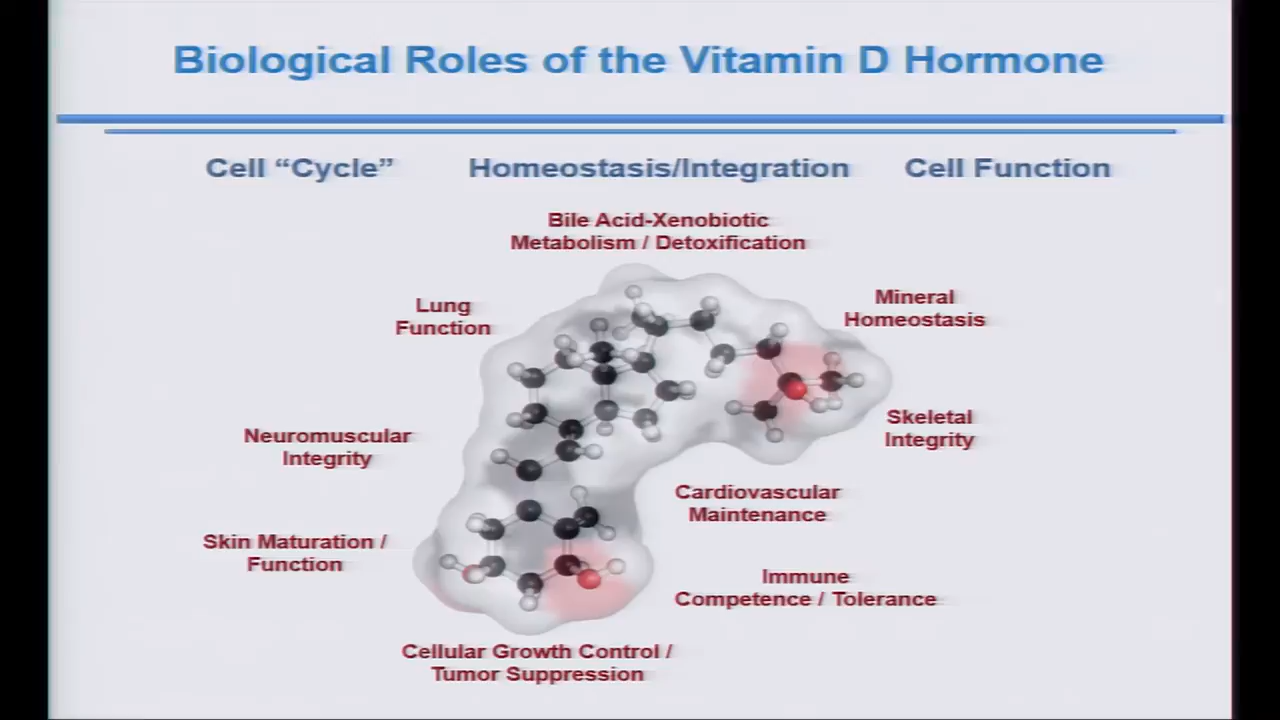 Biological Roles of the Vitamin D Hormone
Cell “Cycle”
Homeostasis/Integration
Cell Function
Bile Acid-Xenobiotic
Metabolism / Detoxification
Lung
Function
Mineral
Homeostasis
Neuromuscular
Integrity
Skeletal
Integrity
Cardiovascular
Maintenance
Skin Maturation /
Function
Immune
Competence / Tolerance
Cellular Growth Control /
Tumor Suppression